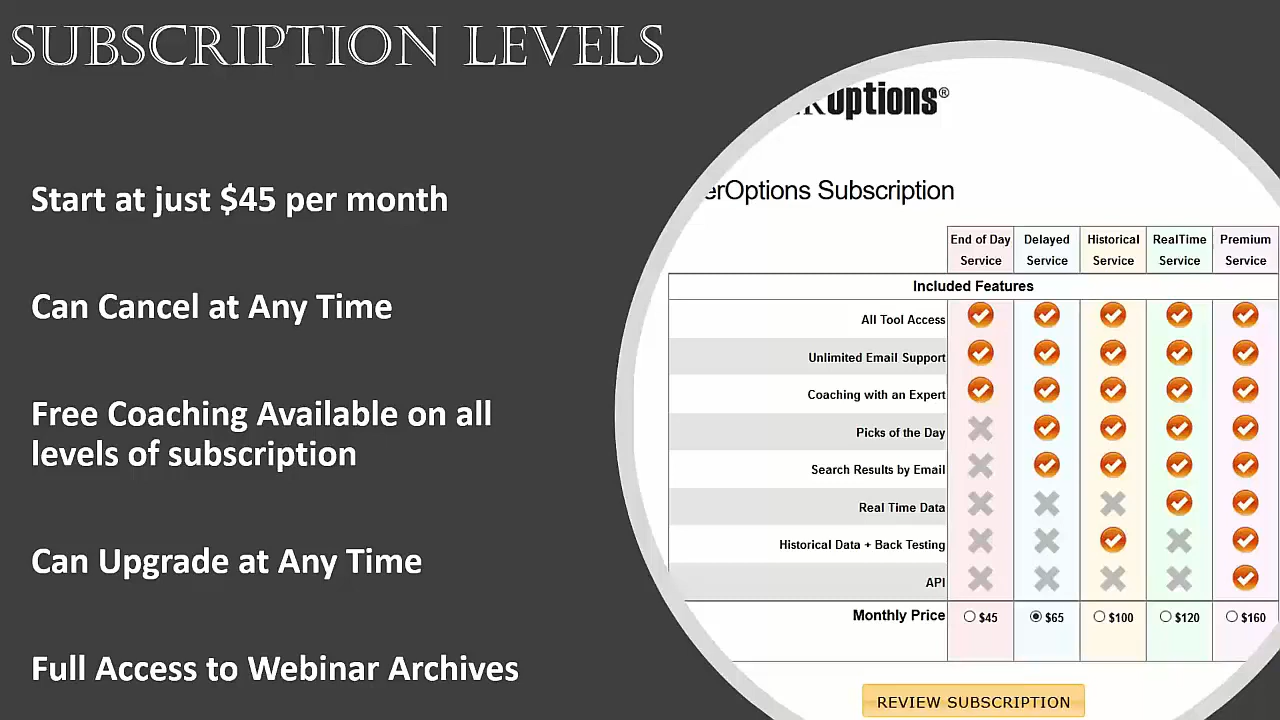 SUBSCRIPTION LEVELS
Start at just $45 per month
Can Cancel at Any Time
Free Coaching Available on all
levels of subscription
Can Upgrade at Any Time
Full Access to Webinar Archives
Options®
erOptions Subscription
End of Day Service
Delayed Service
Historical Service
RealTime Service
Premium Service
Included Features
All Tool Access
Unlimited Email Support
Coaching with an Expert
Picks of the Day
Search Results by Email
Real Time Data
Historical Data + Back Testing
API
Monthly Price $45 $65 $100 $120 $160
REVIEW SUBSCRIPTION